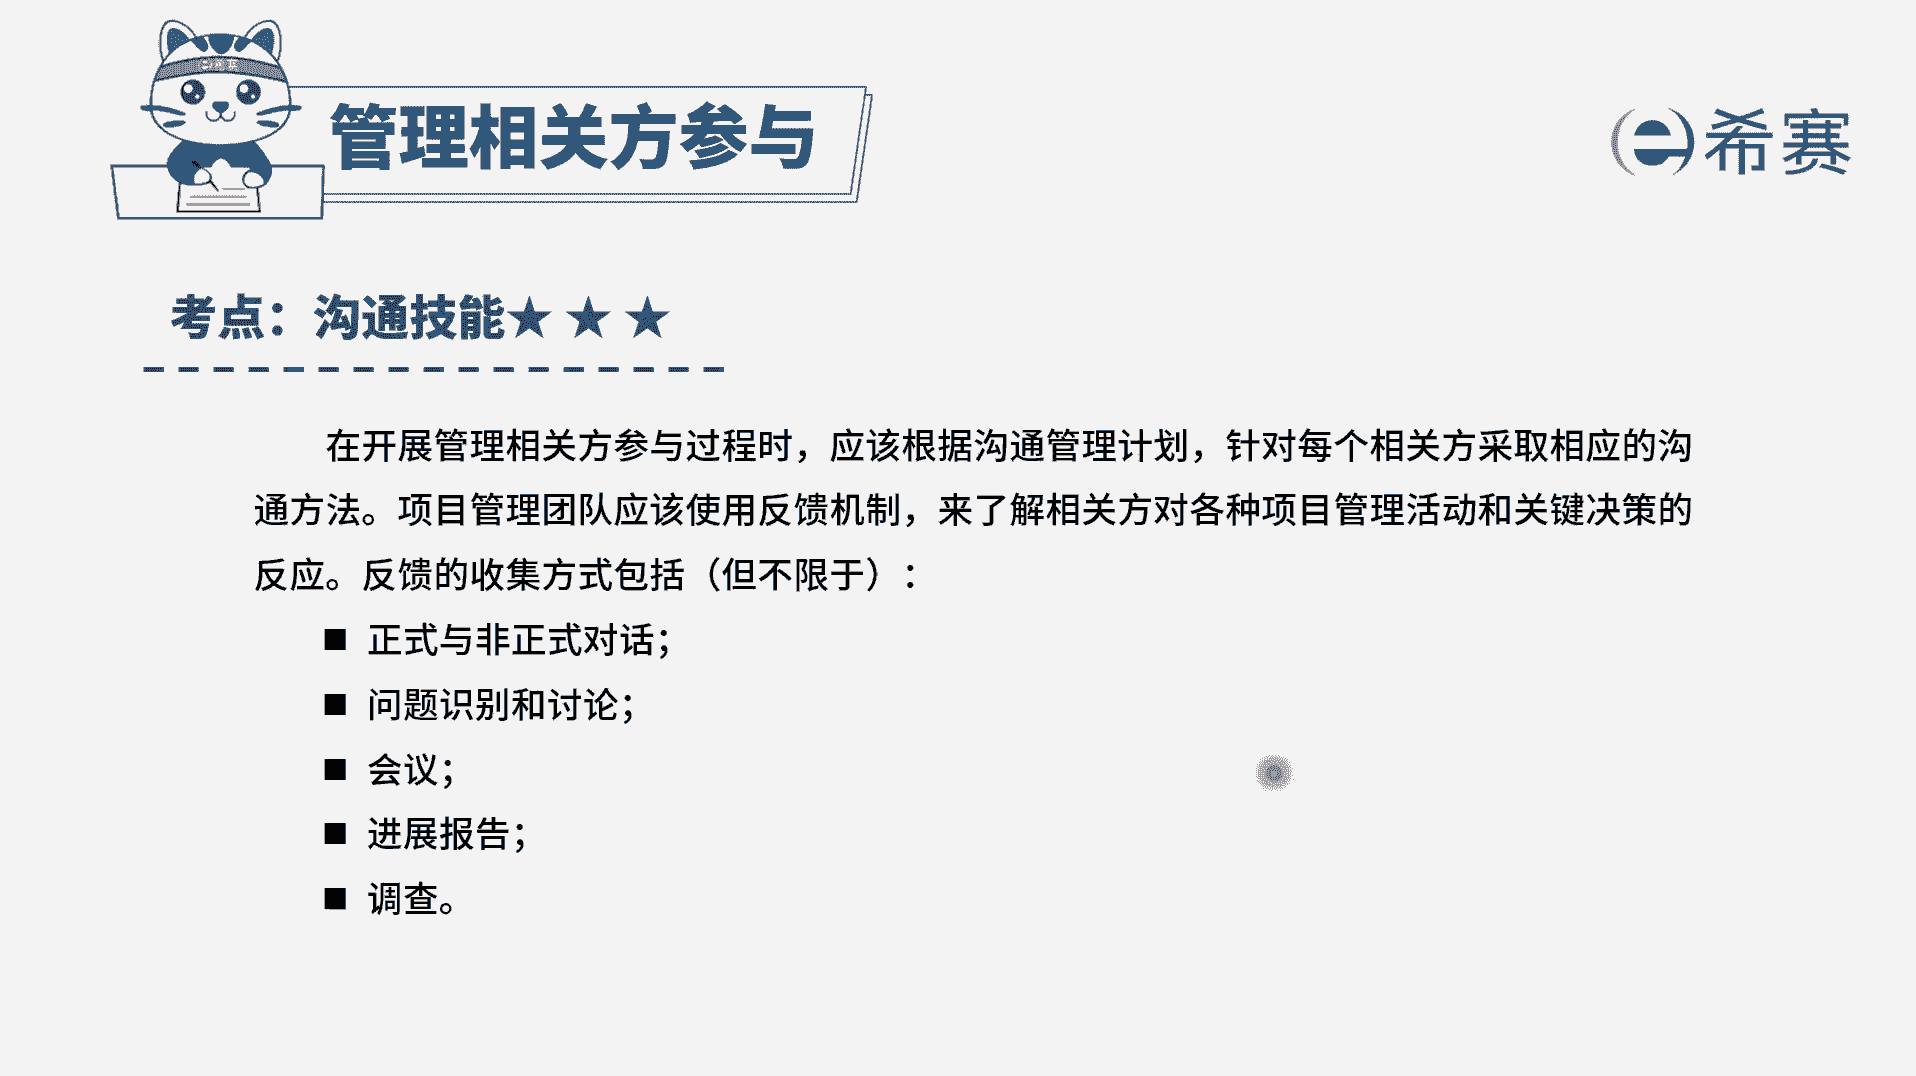 管理相关方参与
e希赛
考点：沟通技能★ ★ ★
在开展管理相关方参与过程时，应该根据沟通管理计划，针对每个相关方采取相应的沟
通方法。项目管理团队应该使用反馈机制，来了解相关方对各种项目管理活动和关键决策的
反应。反馈的收集方式包括（但不限于）：
■ 正式与非正式对话；
■ 问题识别和讨论；
■ 会议；
■ 进展报告；
■ 调查。